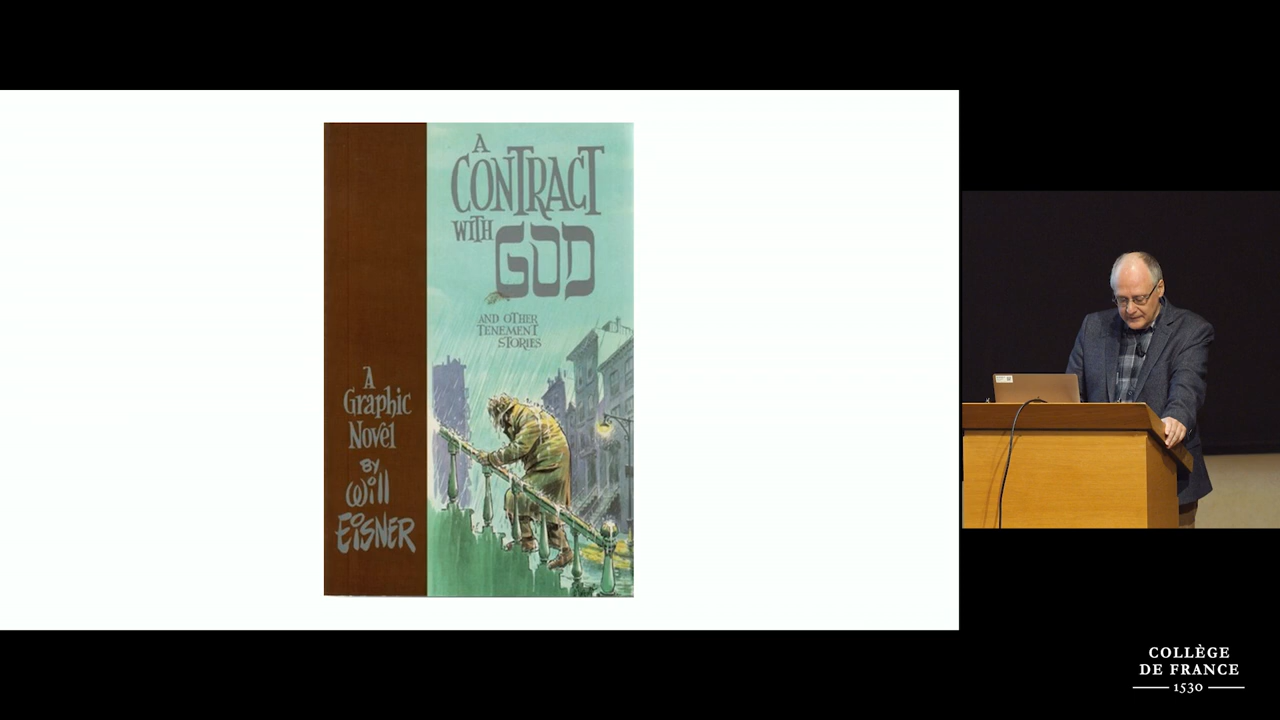 A
CONTRACT
WITH GOD
AND OTHER
TENEMENT
STORIES
A
Graphic
Novel
BY
Will
EISNER
COLLÈGE
DE FRANCE
1530